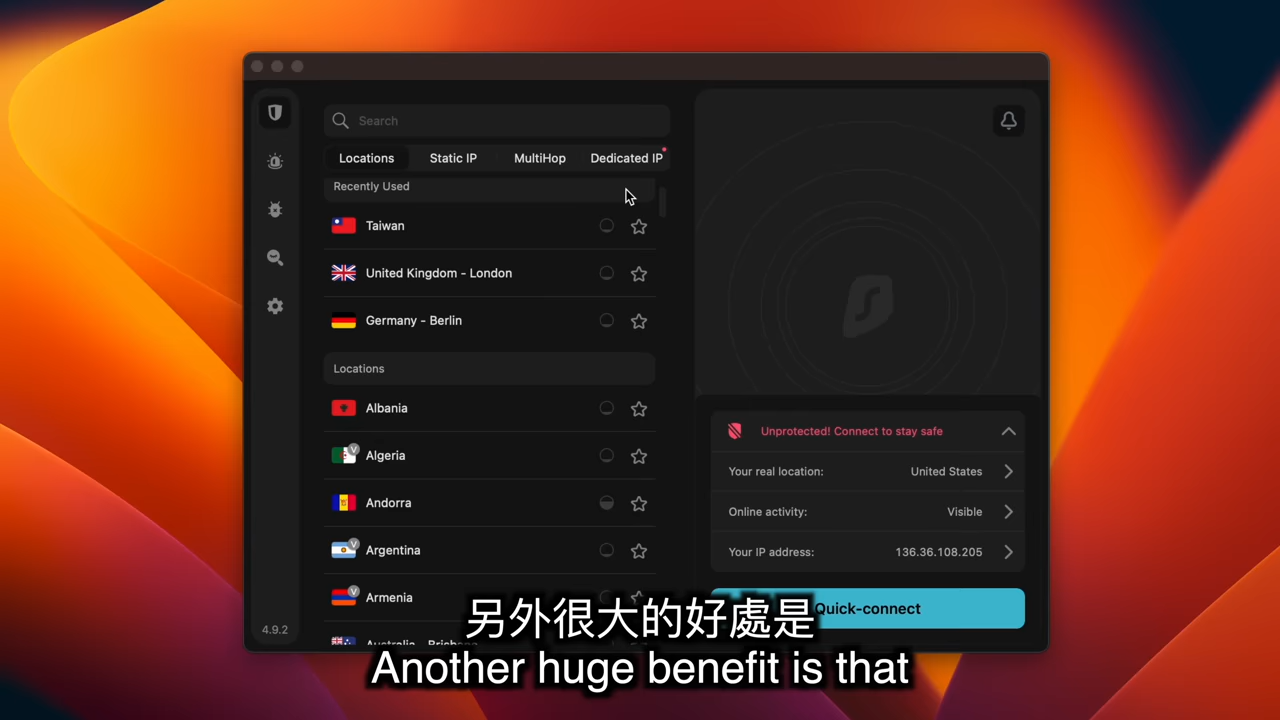 Search
Locations
Static IP
MultiHop
Dedicated IP
Recently Used
Taiwan
United Kingdom - London
Germany - Berlin
Locations
Albania
Algeria
V
Andorra
Argentina
V
Armenia
V
4.9.2
Unprotected! Connect to stay safe
Your real location: United States
Online activity: Visible
Your IP address: 136.36.108.205
Quick-connect
另外很大的好處是
Another huge benefit is that